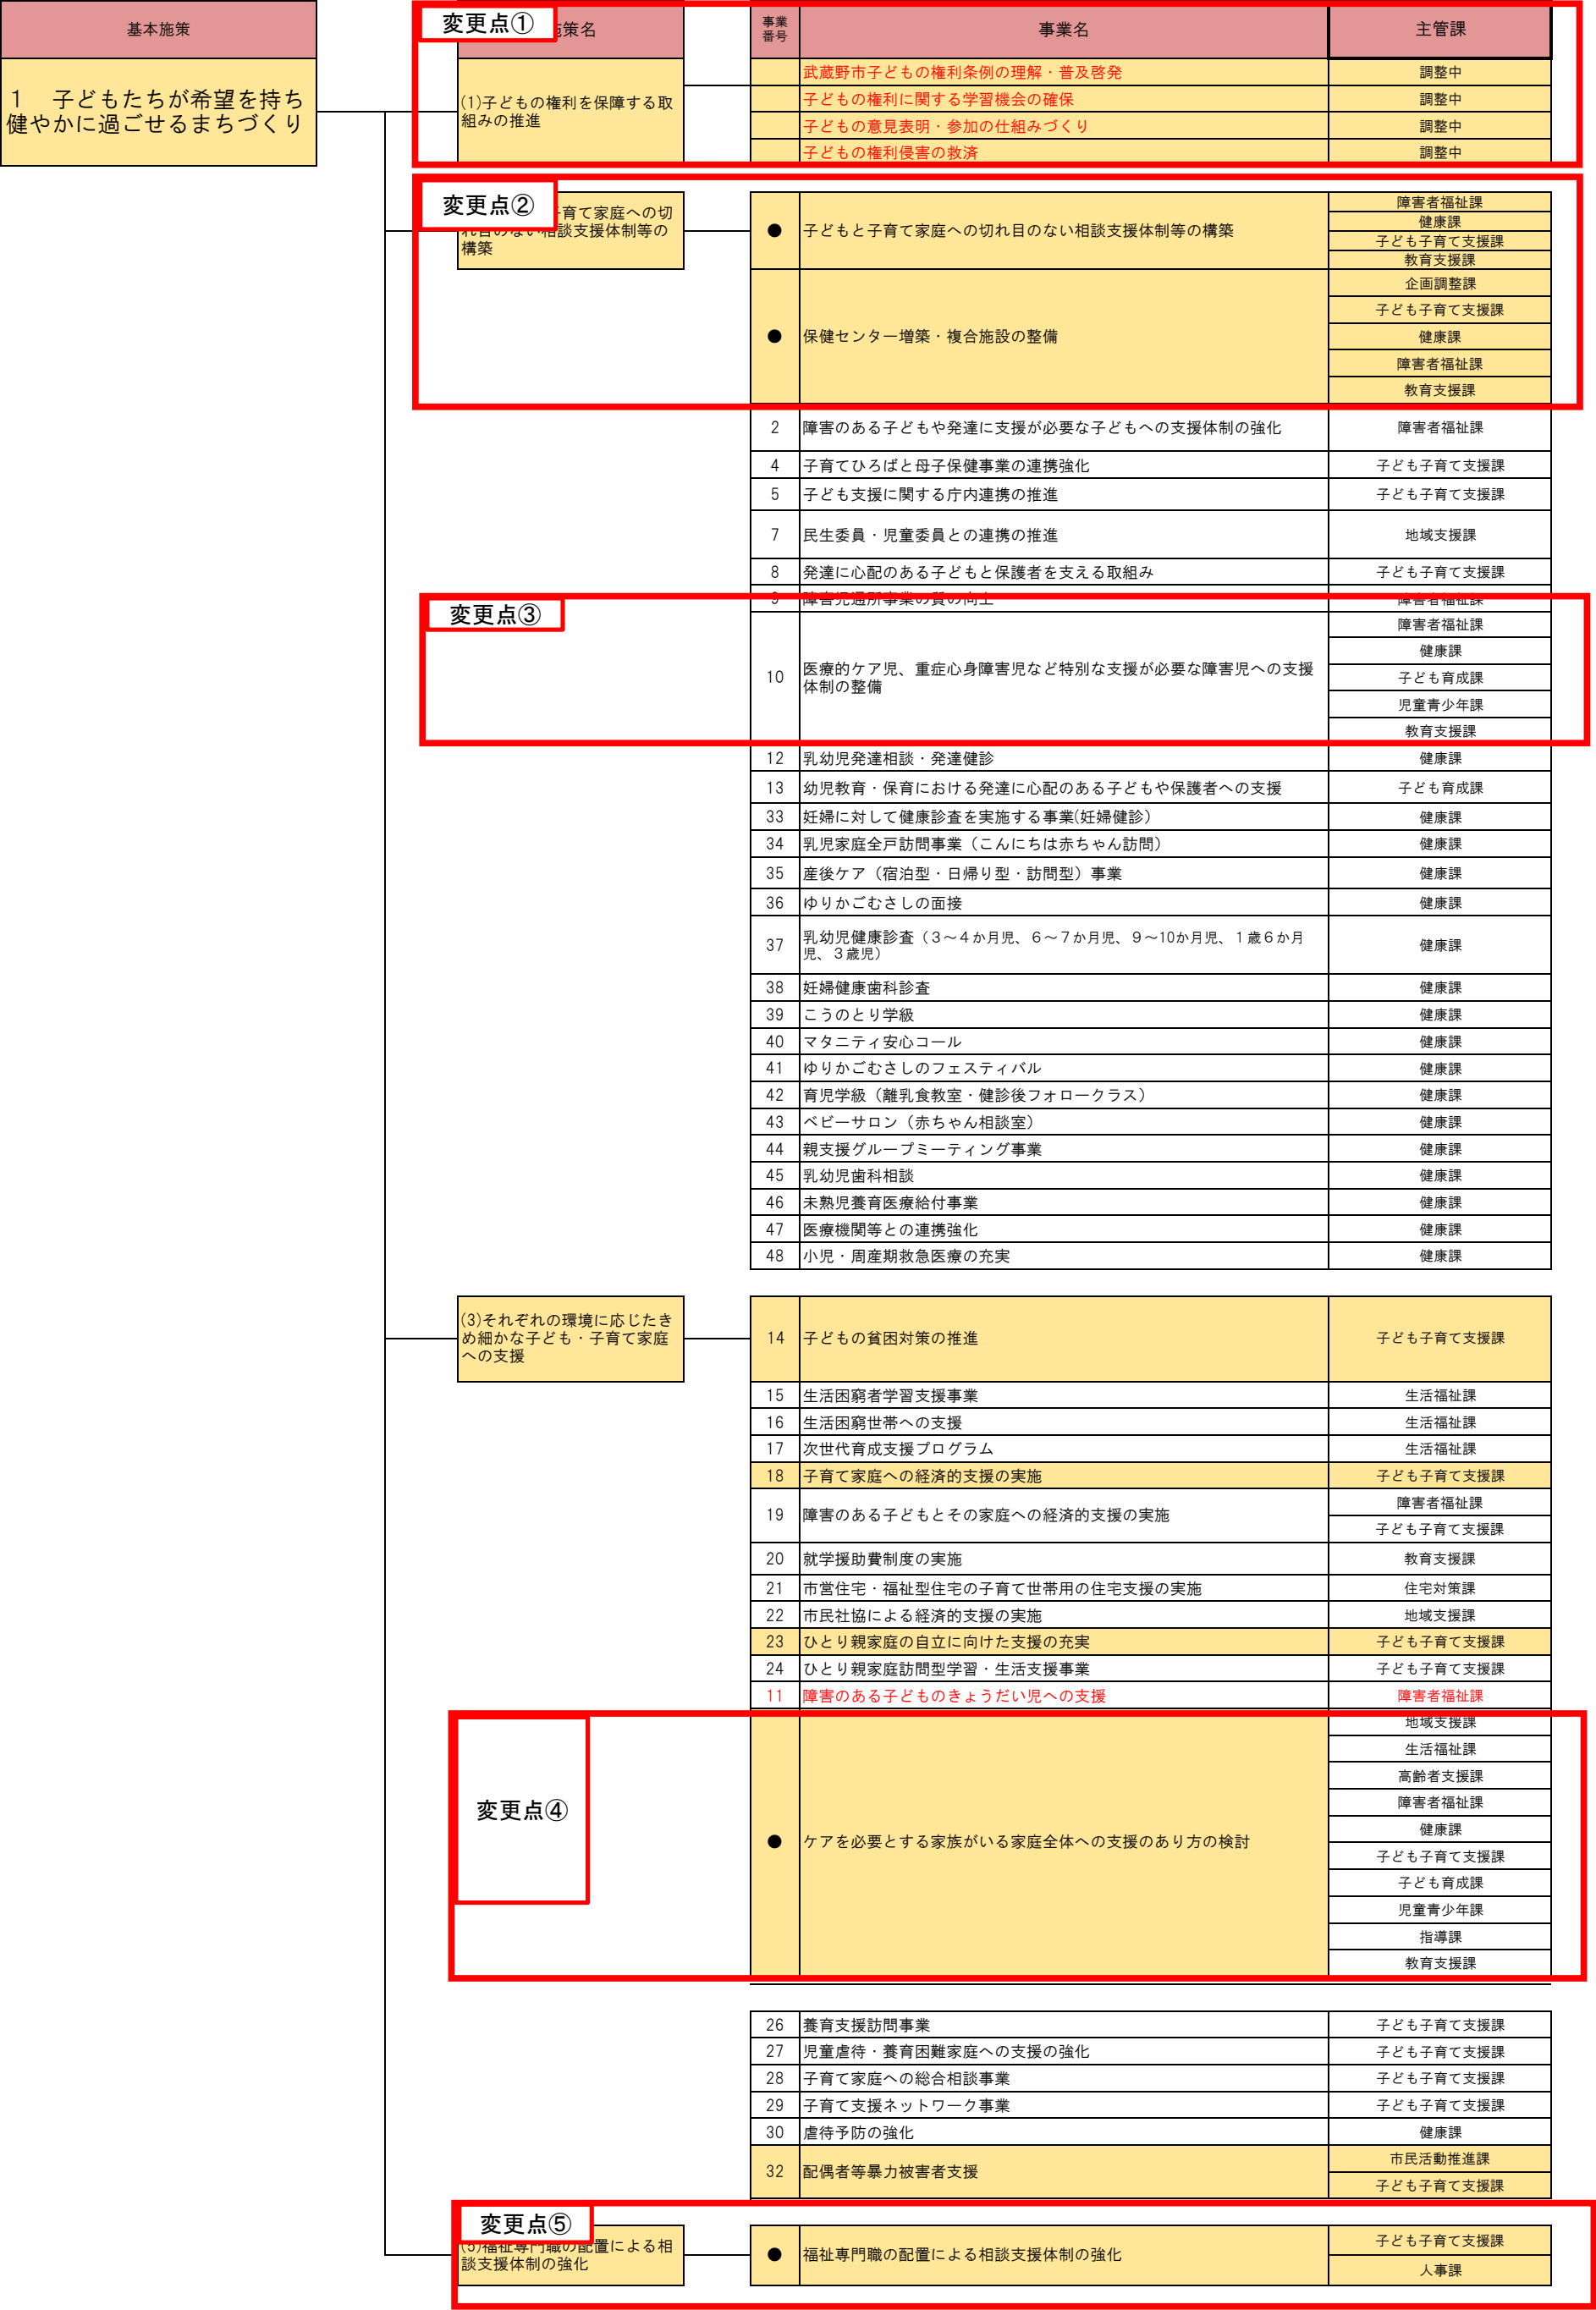 基本施策
変更点①
施策名
事業
番号
事業名
主管課
1 子どもたちが希望を持ち
健やかに過ごせるまちづくり
(1)子どもの権利を保障する取
組みの推進
武蔵野市子どもの権利条例の理解・普及啓発 調整中
子どもの権利に関する学習機会の確保 調整中
子どもの意見表明・参加の仕組みづくり 調整中
子どもの権利侵害の救済 調整中
変更点②
育て家庭への切
れ目のない相談支援体制等の
構築
● 子どもと子育て家庭への切れ目のない相談支援体制等の構築
障害者福祉課
健康課
子ども子育て支援課
教育支援課
● 保健センター増築・複合施設の整備
企画調整課
子ども子育て支援課
健康課
障害者福祉課
教育支援課
2 障害のある子どもや発達に支援が必要な子どもへの支援体制の強化 障害者福祉課
4 子育てひろばと母子保健事業の連携強化 子ども子育て支援課
5 子ども支援に関する庁内連携の推進 子ども子育て支援課
7 民生委員・児童委員との連携の推進 地域支援課
8 発達に心配のある子どもと保護者を支える取組み 子ども子育て支援課
9 障害児通所事業の質の向上 障害者福祉課
変更点③
10 医療的ケア児、重症心身障害児など特別な支援が必要な障害児への支援
体制の整備
障害者福祉課
健康課
子ども育成課
児童青少年課
教育支援課
12 乳幼児発達相談・発達健診 健康課
13 幼児教育・保育における発達に心配のある子どもや保護者への支援 子ども育成課
33 妊婦に対して健康診査を実施する事業(妊婦健診) 健康課
34 乳児家庭全戸訪問事業（こんにちは赤ちゃん訪問） 健康課
35 産後ケア（宿泊型・日帰り型・訪問型）事業 健康課
36 ゆりかごむさしの面接 健康課
37 乳幼児健康診査（３～４か月児、６～７か月児、９～10か月児、１歳６か月
児、３歳児） 健康課
38 妊婦健康歯科診査 健康課
39 こうのとり学級 健康課
40 マタニティ安心コール 健康課
41 ゆりかごむさしのフェスティバル 健康課
42 育児学級（離乳食教室・健診後フォロークラス） 健康課
43 ベビーサロン（赤ちゃん相談室） 健康課
44 親支援グループミーティング事業 健康課
45 乳幼児歯科相談 健康課
46 未熟児養育医療給付事業 健康課
47 医療機関等との連携強化 健康課
48 小児・周産期救急医療の充実 健康課
(3)それぞれの環境に応じたき
め細かな子ども・子育て家庭
への支援
14 子どもの貧困対策の推進 子ども子育て支援課
15 生活困窮者学習支援事業 生活福祉課
16 生活困窮世帯への支援 生活福祉課
17 次世代育成支援プログラム 生活福祉課
18 子育て家庭への経済的支援の実施 子ども子育て支援課
19 障害のある子どもとその家庭への経済的支援の実施
障害者福祉課
子ども子育て支援課
20 就学援助費制度の実施 教育支援課
21 市営住宅・福祉型住宅の子育て世帯用の住宅支援の実施 住宅対策課
22 市民社協による経済的支援の実施 地域支援課
23 ひとり親家庭の自立に向けた支援の充実 子ども子育て支援課
24 ひとり親家庭訪問型学習・生活支援事業 子ども子育て支援課
11 障害のある子どものきょうだい児への支援 障害者福祉課
変更点④
● ケアを必要とする家族がいる家庭全体への支援のあり方の検討
地域支援課
生活福祉課
高齢者支援課
障害者福祉課
健康課
子ども子育て支援課
子ども育成課
児童青少年課
指導課
教育支援課
26 養育支援訪問事業 子ども子育て支援課
27 児童虐待・養育困難家庭への支援の強化 子ども子育て支援課
28 子育て家庭への総合相談事業 子ども子育て支援課
29 子育て支援ネットワーク事業 子ども子育て支援課
30 虐待予防の強化 健康課
32 配偶者等暴力被害者支援
市民活動推進課
子ども子育て支援課
変更点⑤
(5)福祉専門職の配置による相
談支援体制の強化
● 福祉専門職の配置による相談支援体制の強化
子ども子育て支援課
人事課